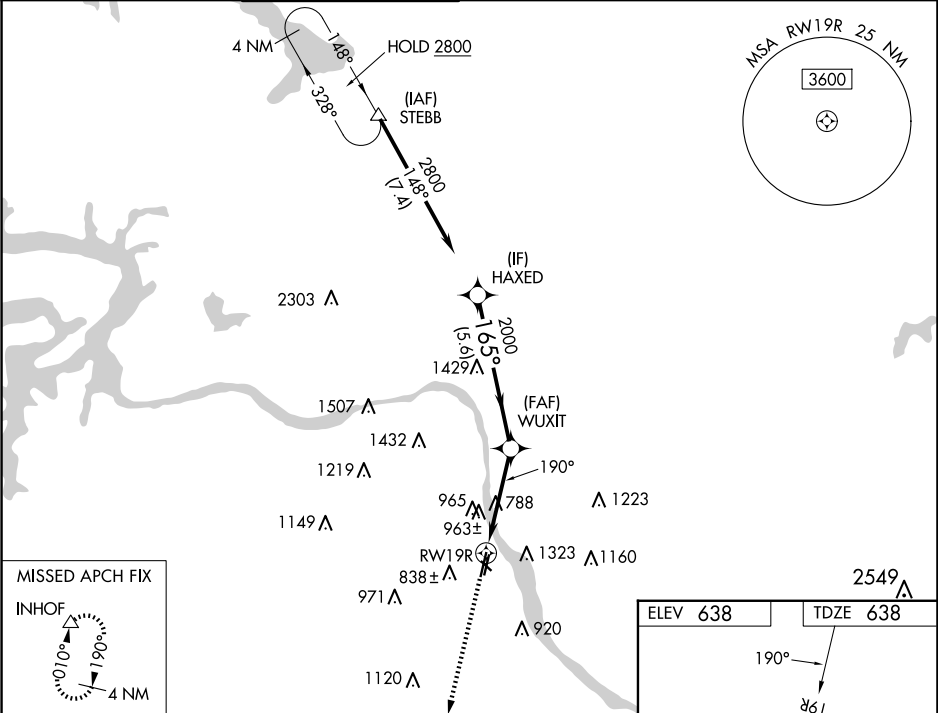 MSA RW19R 25 NM
3600
4 NM
148°
328°
HOLD 2800
(IAF)
STEBB
2800
148°
(7.4)
(IF)
HAXED
2303
2000
165°
(5.6)
1429
1507
(FAF)
WUXIT
1432
190°
1219
965
788
1223
963±
1149
RW19R
1323
1160
838±
971
2549
920
1120
MISSED APCH FIX
INHOF
010°
190°
4 NM
ELEV 638
TDZE 638
190°
19R